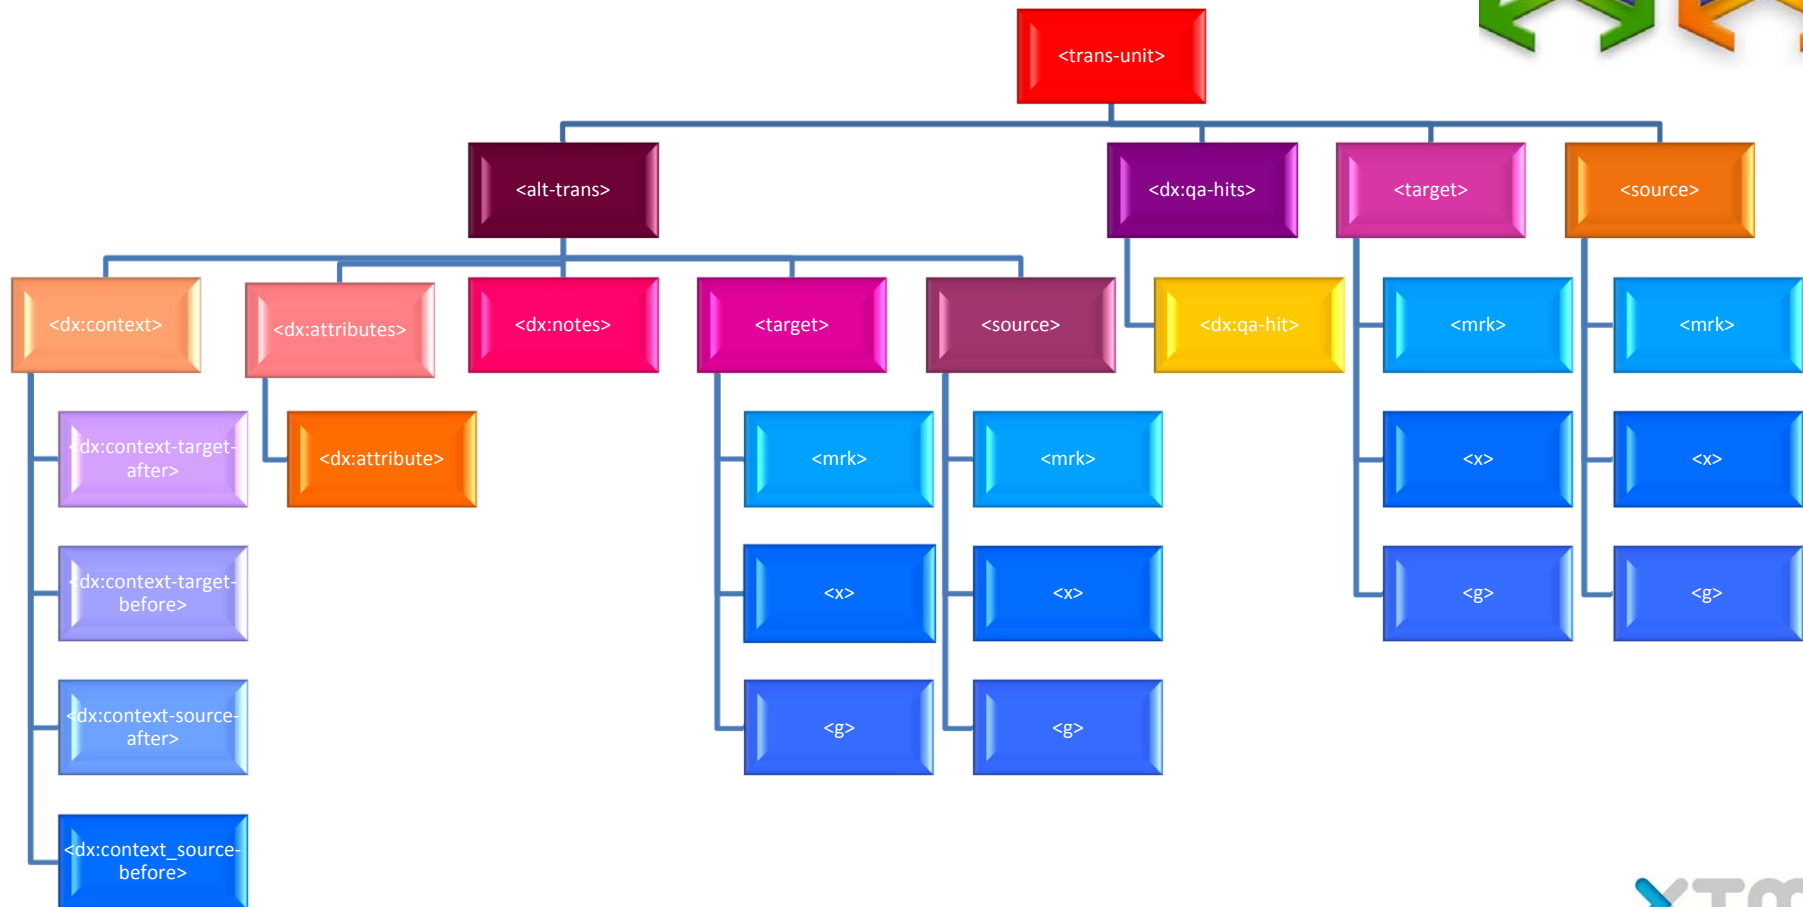 <trans-unit>
<alt-trans>
<dx:qa-hits>
<target>
<source>
<dx:context>
<dx:attributes>
<dx:notes>
<target>
<source>
<dx:qa-hit>
<mrk>
<mrk>
<dx:context-target-
after>
<dx:attribute>
<mrk>
<mrk>
<x>
<x>
<dx:context-target-
before>
<x>
<x>
<g>
<g>
<dx:context-source-
after>
<g>
<g>
<dx:context_source-
before>
XTM